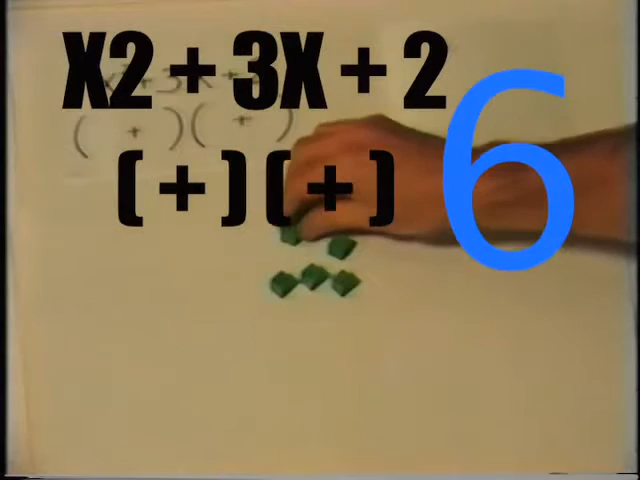 X2+3X+2
6
(+)(+)
( + )( + )